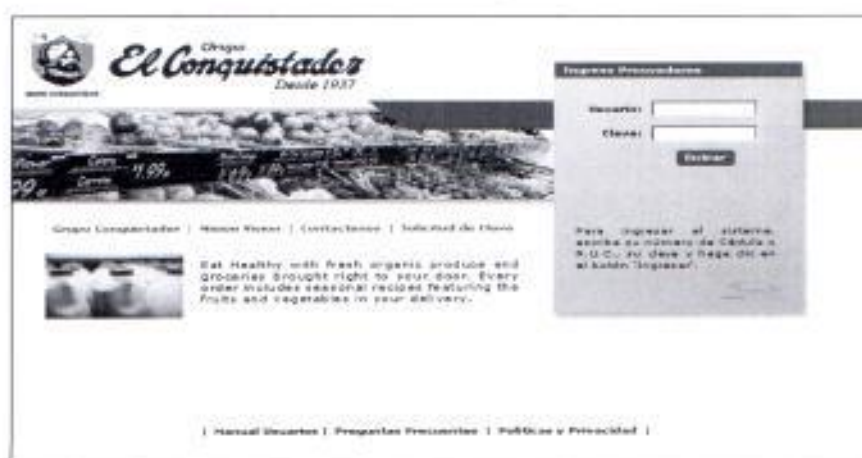 Grupo
El Conquistador
Desde 1937
Ingreso Proveedores
Usuario:
Clave:
Grupo Conquistador | | Contactenos | Solicitud de Clave
Eat Healthy with fresh organic produce and
groceries brought right to your door. Every
order includes seasonal recipes featuring the
fruits and vegetables in your delivery.
Para ingresar al sistema,
escriba su número de Cédula o
R.U.C., su clave y haga clic en
el botón "Ingresar".
| Manual Usuarios | Preguntas Frecuentes | Políticas y Privacidad |